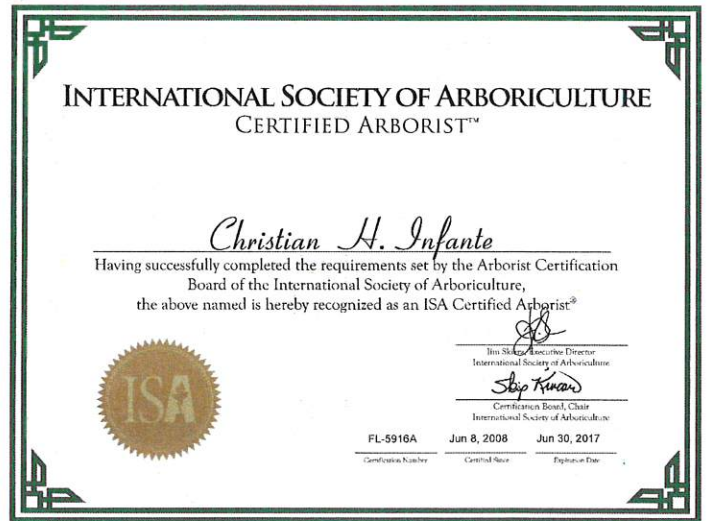 INTERNATIONAL SOCIETY OF ARBORICULTURE
CERTIFIED ARBORIST™
Christian H. Infante
Having successfully completed the requirements set by the Arborist Certification
Board of the International Society of Arboriculture,
the above named is hereby recognized as an ISA Certified Arborist®
ISA
Jim Executive Director
International Society of Arboriculture
Skip Kincaid
Certification Board, Chair
International Society of Arboriculture
FL-5916A Jun 8, 2008 Jun 30, 2017
Certification Number Certified Since Expiration Date